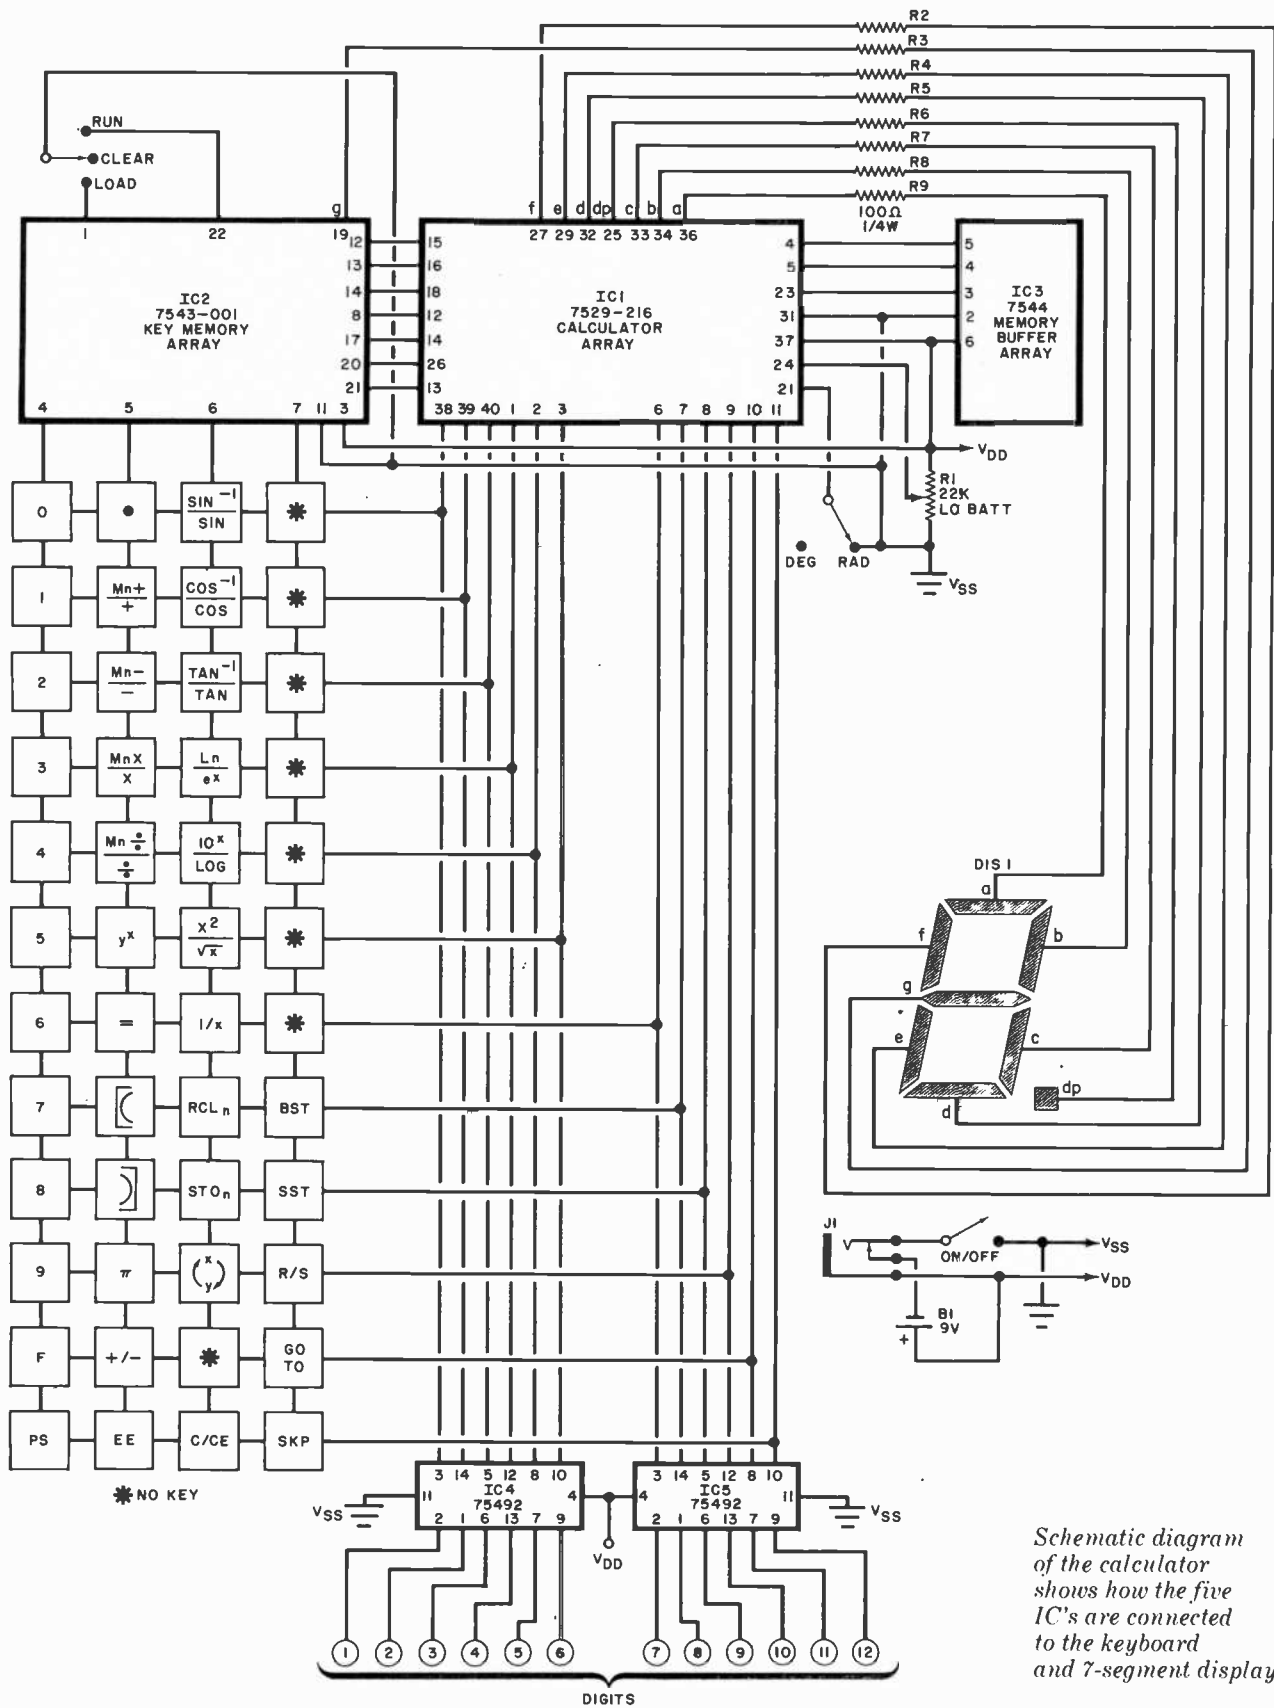 R2
R3
R4
R5
R6
R7
R8
R9
100Ω
1/4W
RUN
CLEAR
LOAD
g
f e d dp c b a
1 22 19
27 29 32 25 33 34 36
12 15
13 16
14 18
8 12
17 14
20 26
21 13
IC2
7543-001
KEY MEMORY
ARRAY
IC1
7529-216
CALCULATOR
ARRAY
4 5
5 4
23 3
31 2
37 6
24
21
IC3
7544
MEMORY
BUFFER
ARRAY
4 5 6 7 11 3
38 39 40 1 2 3 6 7 8 9 10 11
VDD
R1
22K
LO BATT
DEG RAD
VSS
0 • SIN⁻¹ ✱
SIN
1 Mn+ COS⁻¹ ✱
+ COS
2 Mn- TAN⁻¹ ✱
− TAN
3 MnX Ln ✱
X eˣ
4 Mn÷ 10ˣ ✱
÷ LOG
5 yˣ X² ✱
√x
6 = 1/x ✱
7 ( RCLn BST
8 ) STOn SST
9 π x R/S
y
F +/- ✱ GO
TO
PS EE C/CE SKP
✱ NO KEY
DIS 1
a
f b
g
e c
dp
d
J1
V
ON/OFF
VSS
VDD
B1
9V
+
3 14 5 12 8 10
IC4
75492
11 4
2 1 6 13 7 9
VSS
VDD
3 14 5 12 8 10
IC5
75492
4 11
2 1 6 13 7 9
VSS
1 2 3 4 5 6 7 8 9 10 11 12
DIGITS
Schematic diagram
of the calculator
shows how the five
IC's are connected
to the keyboard
and 7-segment display